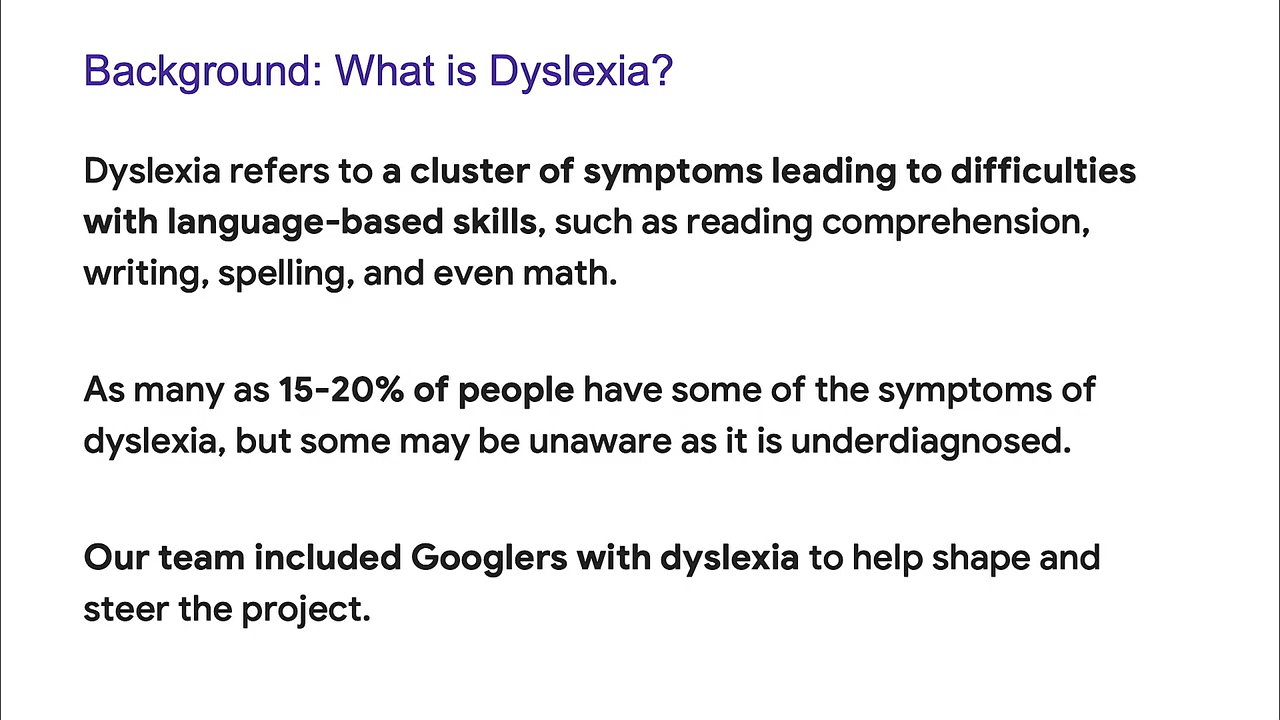 Background: What is Dyslexia?
Dyslexia refers to a cluster of symptoms leading to difficulties
with language-based skills, such as reading comprehension,
writing, spelling, and even math.
As many as 15-20% of people have some of the symptoms of
dyslexia, but some may be unaware as it is underdiagnosed.
Our team included Googlers with dyslexia to help shape and
steer the project.